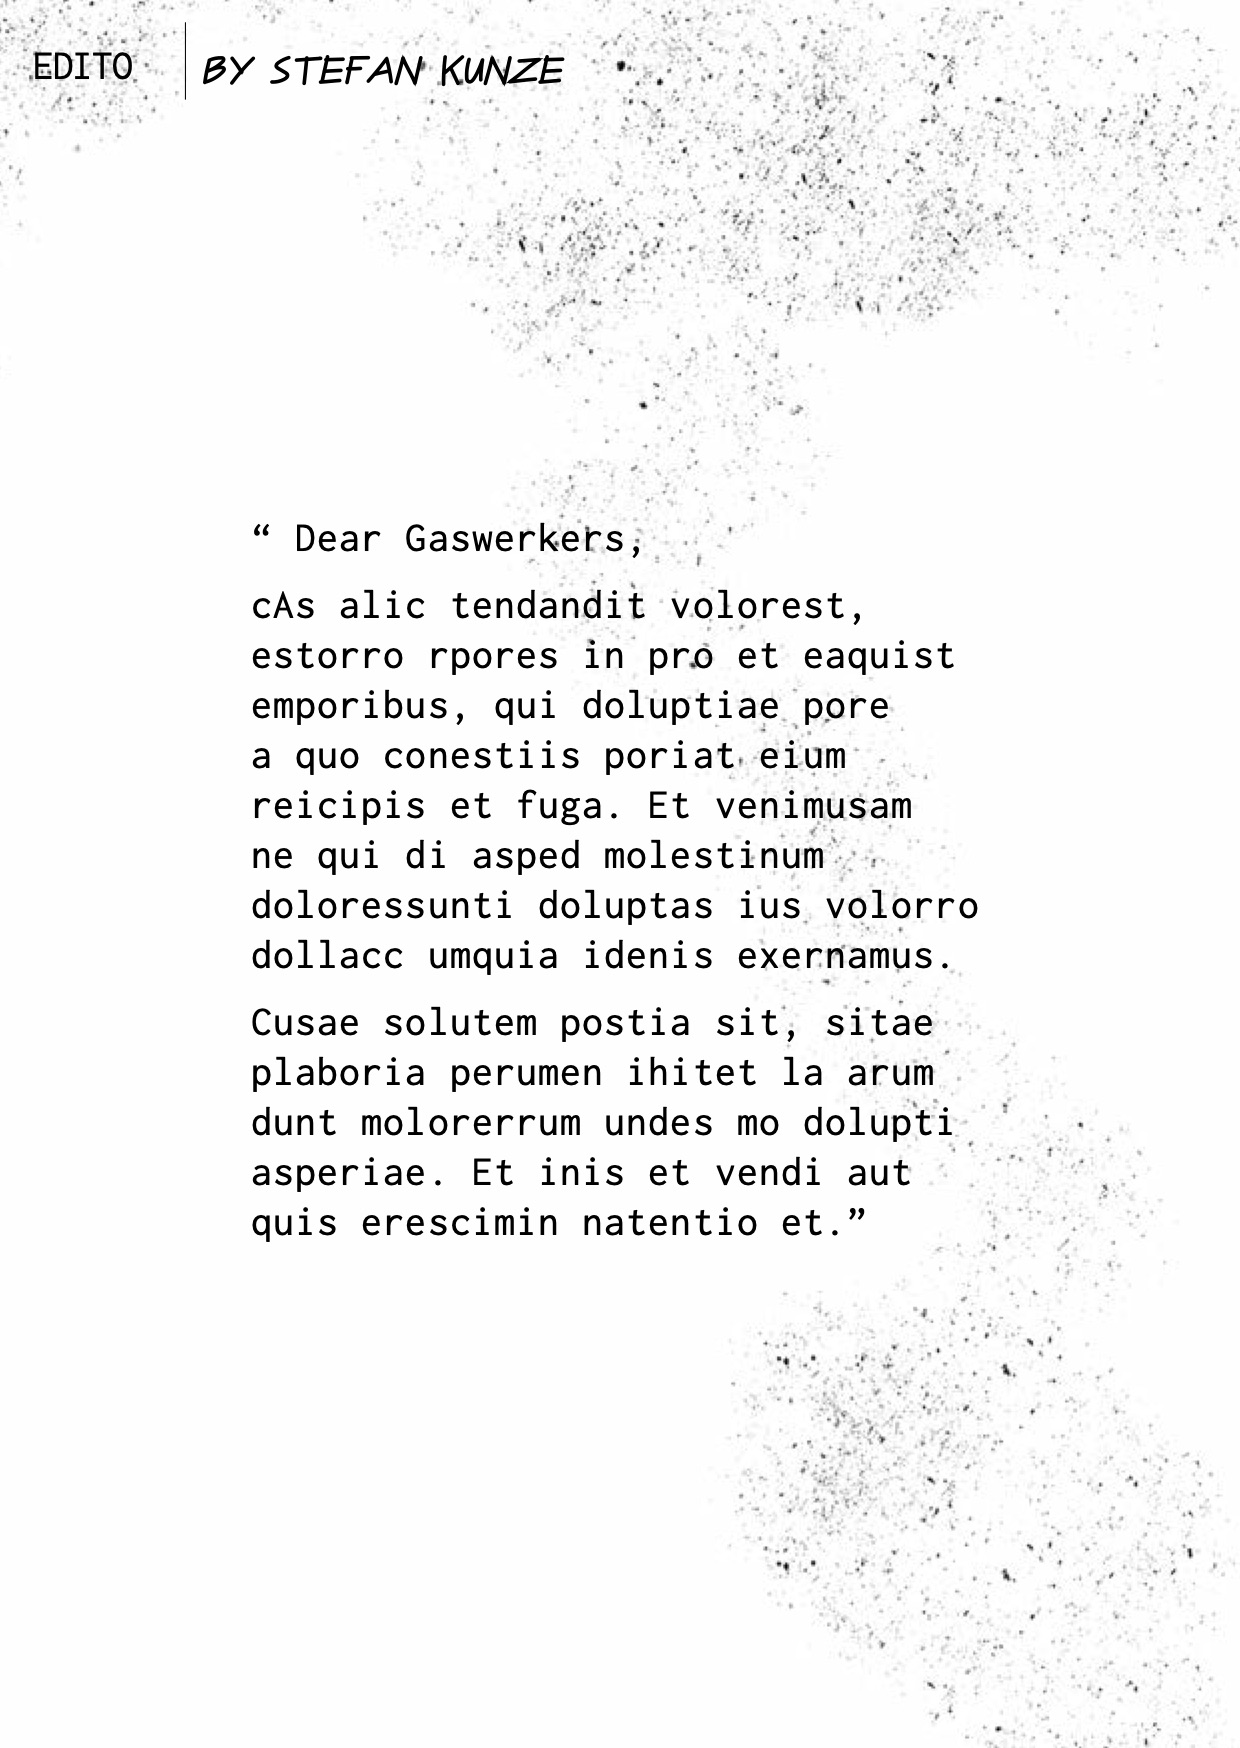 EDITO
BY STEFAN KUNZE
“ Dear Gaswerkers,
cAs alic tendandit volorest,
estorro rpores in pro et eaquist
emporibus, qui doluptiae pore
a quo conestiis poriat eium
reicipis et fuga. Et venimusam
ne qui di asped molestinum
doloressunti doluptas ius volorro
dollacc umquia idenis exernamus.
Cusae solutem postia sit, sitae
plaboria perumen ihitet la arum
dunt molorerrum undes mo dolupti
asperiae. Et inis et vendi aut
quis erescimin natentio et.”